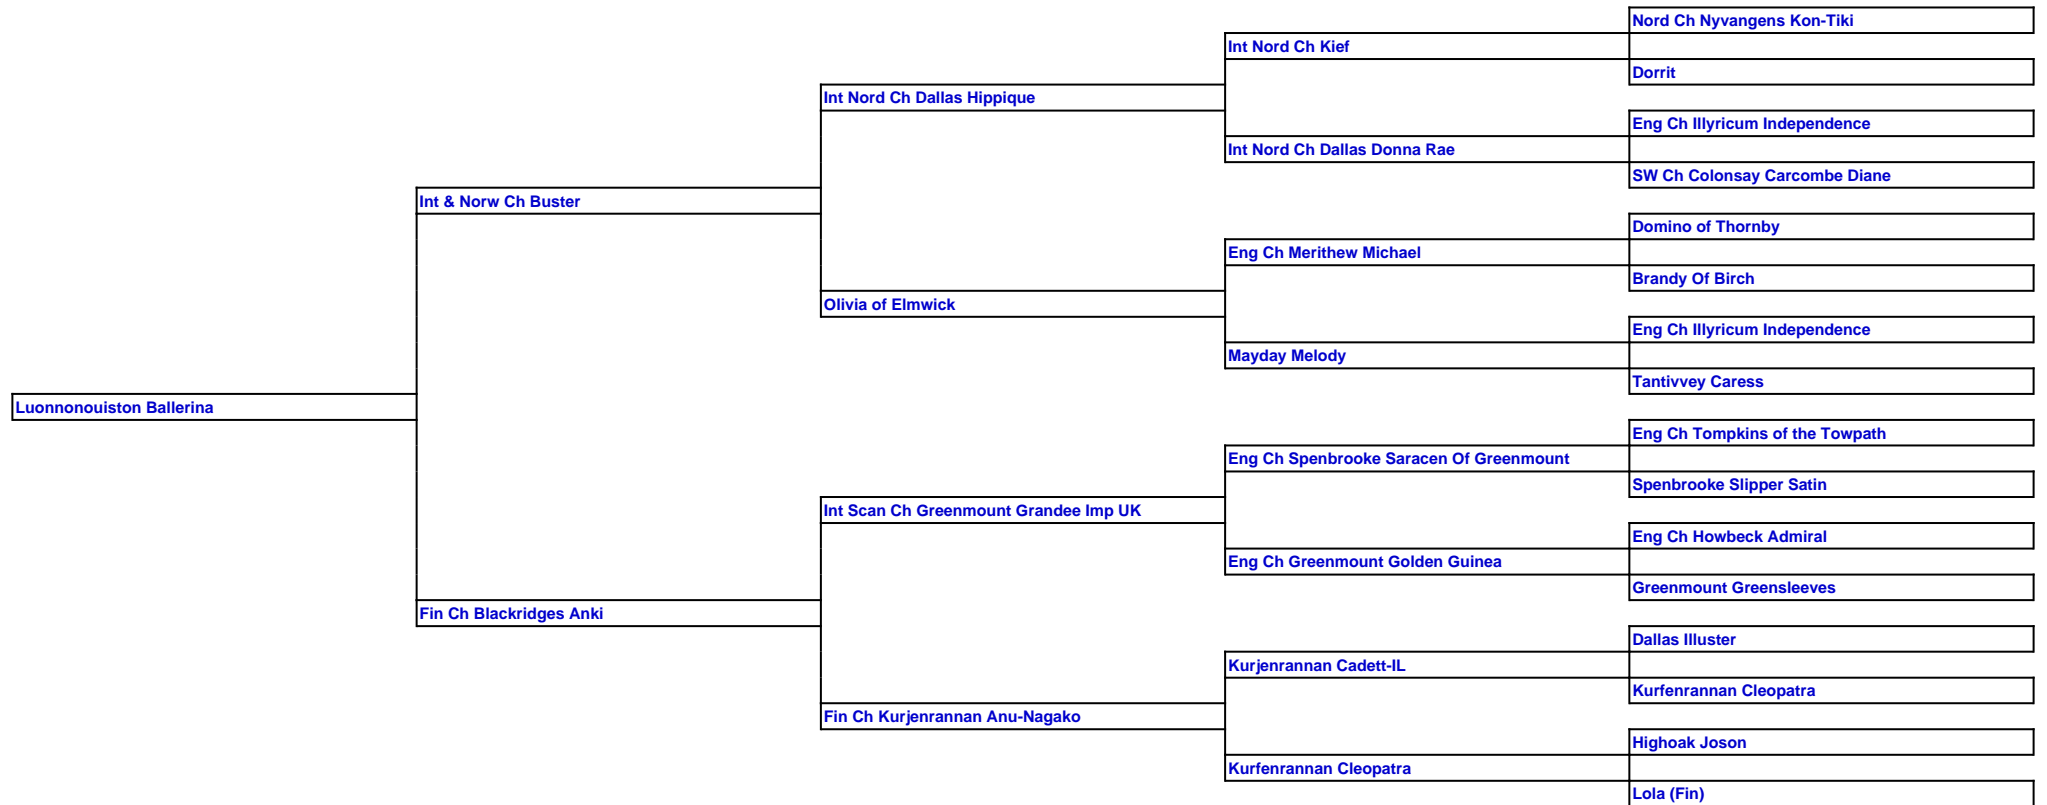 Nord Ch Nyvangens Kon-Tiki
Int Nord Ch Kief
Dorrit
Int Nord Ch Dallas Hippique
Eng Ch Illyricum Independence
Int Nord Ch Dallas Donna Rae
SW Ch Colonsay Carcombe Diane
Int & Norw Ch Buster
Domino of Thornby
Eng Ch Merithew Michael
Brandy Of Birch
Olivia of Elmwick
Eng Ch Illyricum Independence
Mayday Melody
Tantivvey Caress
Luonnonouiston Ballerina
Eng Ch Tompkins of the Towpath
Eng Ch Spenbrooke Saracen Of Greenmount
Spenbrooke Slipper Satin
Int Scan Ch Greenmount Grandee Imp UK
Eng Ch Howbeck Admiral
Eng Ch Greenmount Golden Guinea
Greenmount Greensleeves
Fin Ch Blackridges Anki
Dallas Illuster
Kurjenrannan Cadett-IL
Kurfenrannan Cleopatra
Fin Ch Kurjenrannan Anu-Nagako
Highoak Joson
Kurfenrannan Cleopatra
Lola (Fin)